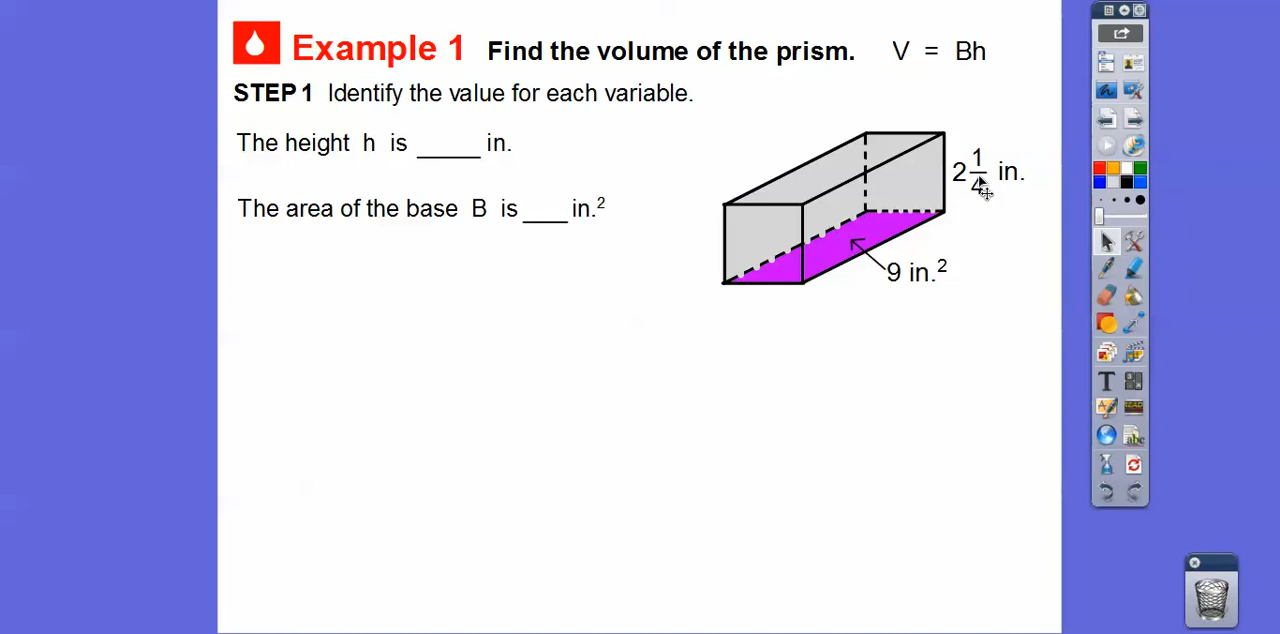 Example 1 Find the volume of the prism. V = Bh
STEP 1 Identify the value for each variable.
The height h is _____ in.
2 1/4 in.
The area of the base B is ___ in.²
9 in.²